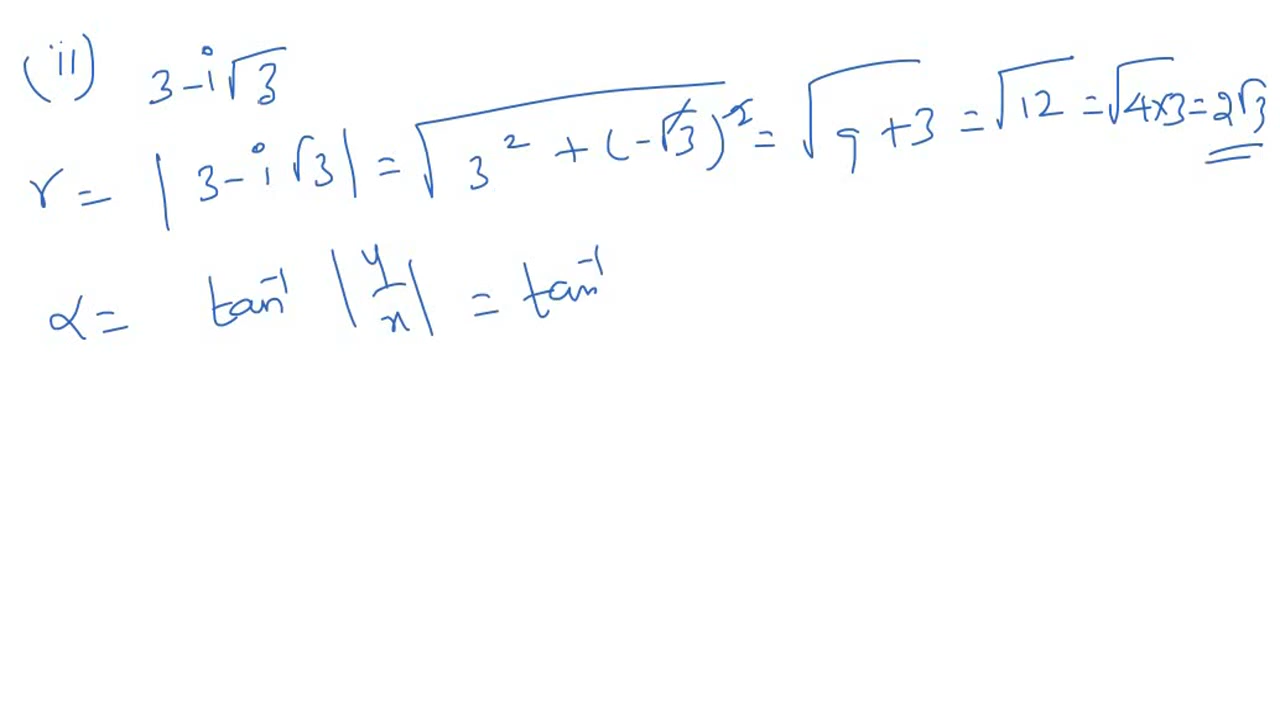 (ii) 3-i√3
r = |3-i√3| = √(3² + (-√3)²) = √(9+3) = √12 = √(4×3) = 2√3
α = tan⁻¹ |y/x| = tan⁻¹